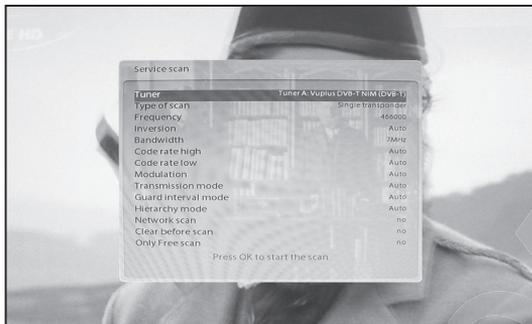 HD
Service scan
Tuner Tuner A: Vuplus DVB-T NIM (DVB-T)
Type of scan Single transponder
Frequency 466000
Inversion Auto
Bandwidth 7MHz
Code rate high Auto
Code rate low Auto
Modulation Auto
Transmission mode Auto
Guard interval mode Auto
Hierarchy mode Auto
Network scan no
Clear before scan no
Only Free scan no
Press OK to start the scan